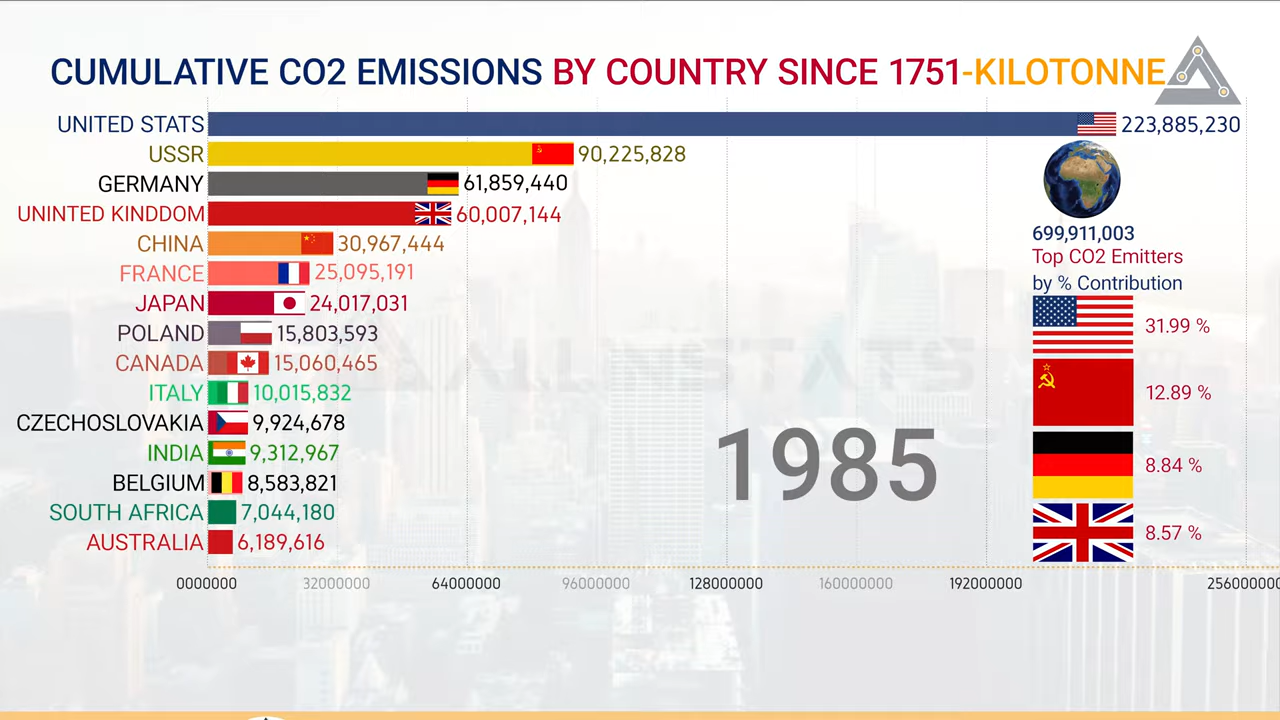 CUMULATIVE CO2 EMISSIONS BY COUNTRY SINCE 1751-KILOTONNE
UNITED STATS 223,885,230
USSR 90,225,828
GERMANY 61,859,440
UNINTED KINDDOM 60,007,144
CHINA 30,967,444
FRANCE 25,095,191
JAPAN 24,017,031
POLAND 15,803,593
CANADA 15,060,465
ITALY 10,015,832
CZECHOSLOVAKIA 9,924,678
INDIA 9,312,967
BELGIUM 8,583,821
SOUTH AFRICA 7,044,180
AUSTRALIA 6,189,616
0000000 32000000 64000000 96000000 128000000 160000000 192000000 256000000
1985
699,911,003
Top CO2 Emitters
by % Contribution
31.99 %
12.89 %
8.84 %
8.57 %